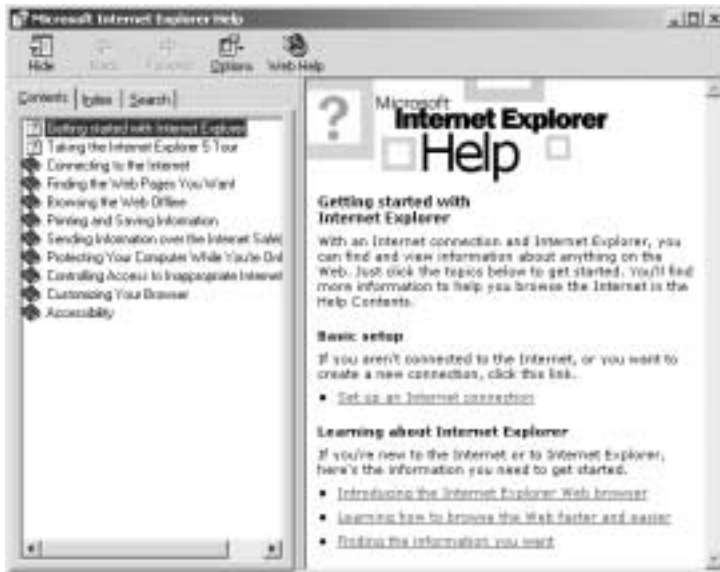 Microsoft Internet Explorer Help
Hide Back Forward Options Web Help
Contents Index Search
Getting started with Internet Explorer
Taking the Internet Explorer 5 Tour
Connecting to the Internet
Finding the Web Pages You Want
Browsing the Web Offline
Printing and Saving Information
Sending Information over the Internet Safel
Protecting Your Computer While You're Onl
Controlling Access to Inappropriate Internet
Customizing Your Browser
Accessibility
?
Microsoft
Internet Explorer
Help
Getting started with
Internet Explorer
With an Internet connection and Internet Explorer, you
can find and view information about anything on the
Web. Just click the topics below to get started. You'll find
more information to help you browse the Internet in the
Help Contents.
Basic setup
If you aren't connected to the Internet, or you want to
create a new connection, click this link.
• Set up an Internet connection
Learning about Internet Explorer
If you're new to the Internet or to Internet Explorer,
here's the information you need to get started.
• Introducing the Internet Explorer Web browser
• Learning how to browse the Web faster and easier
• Finding the information you want